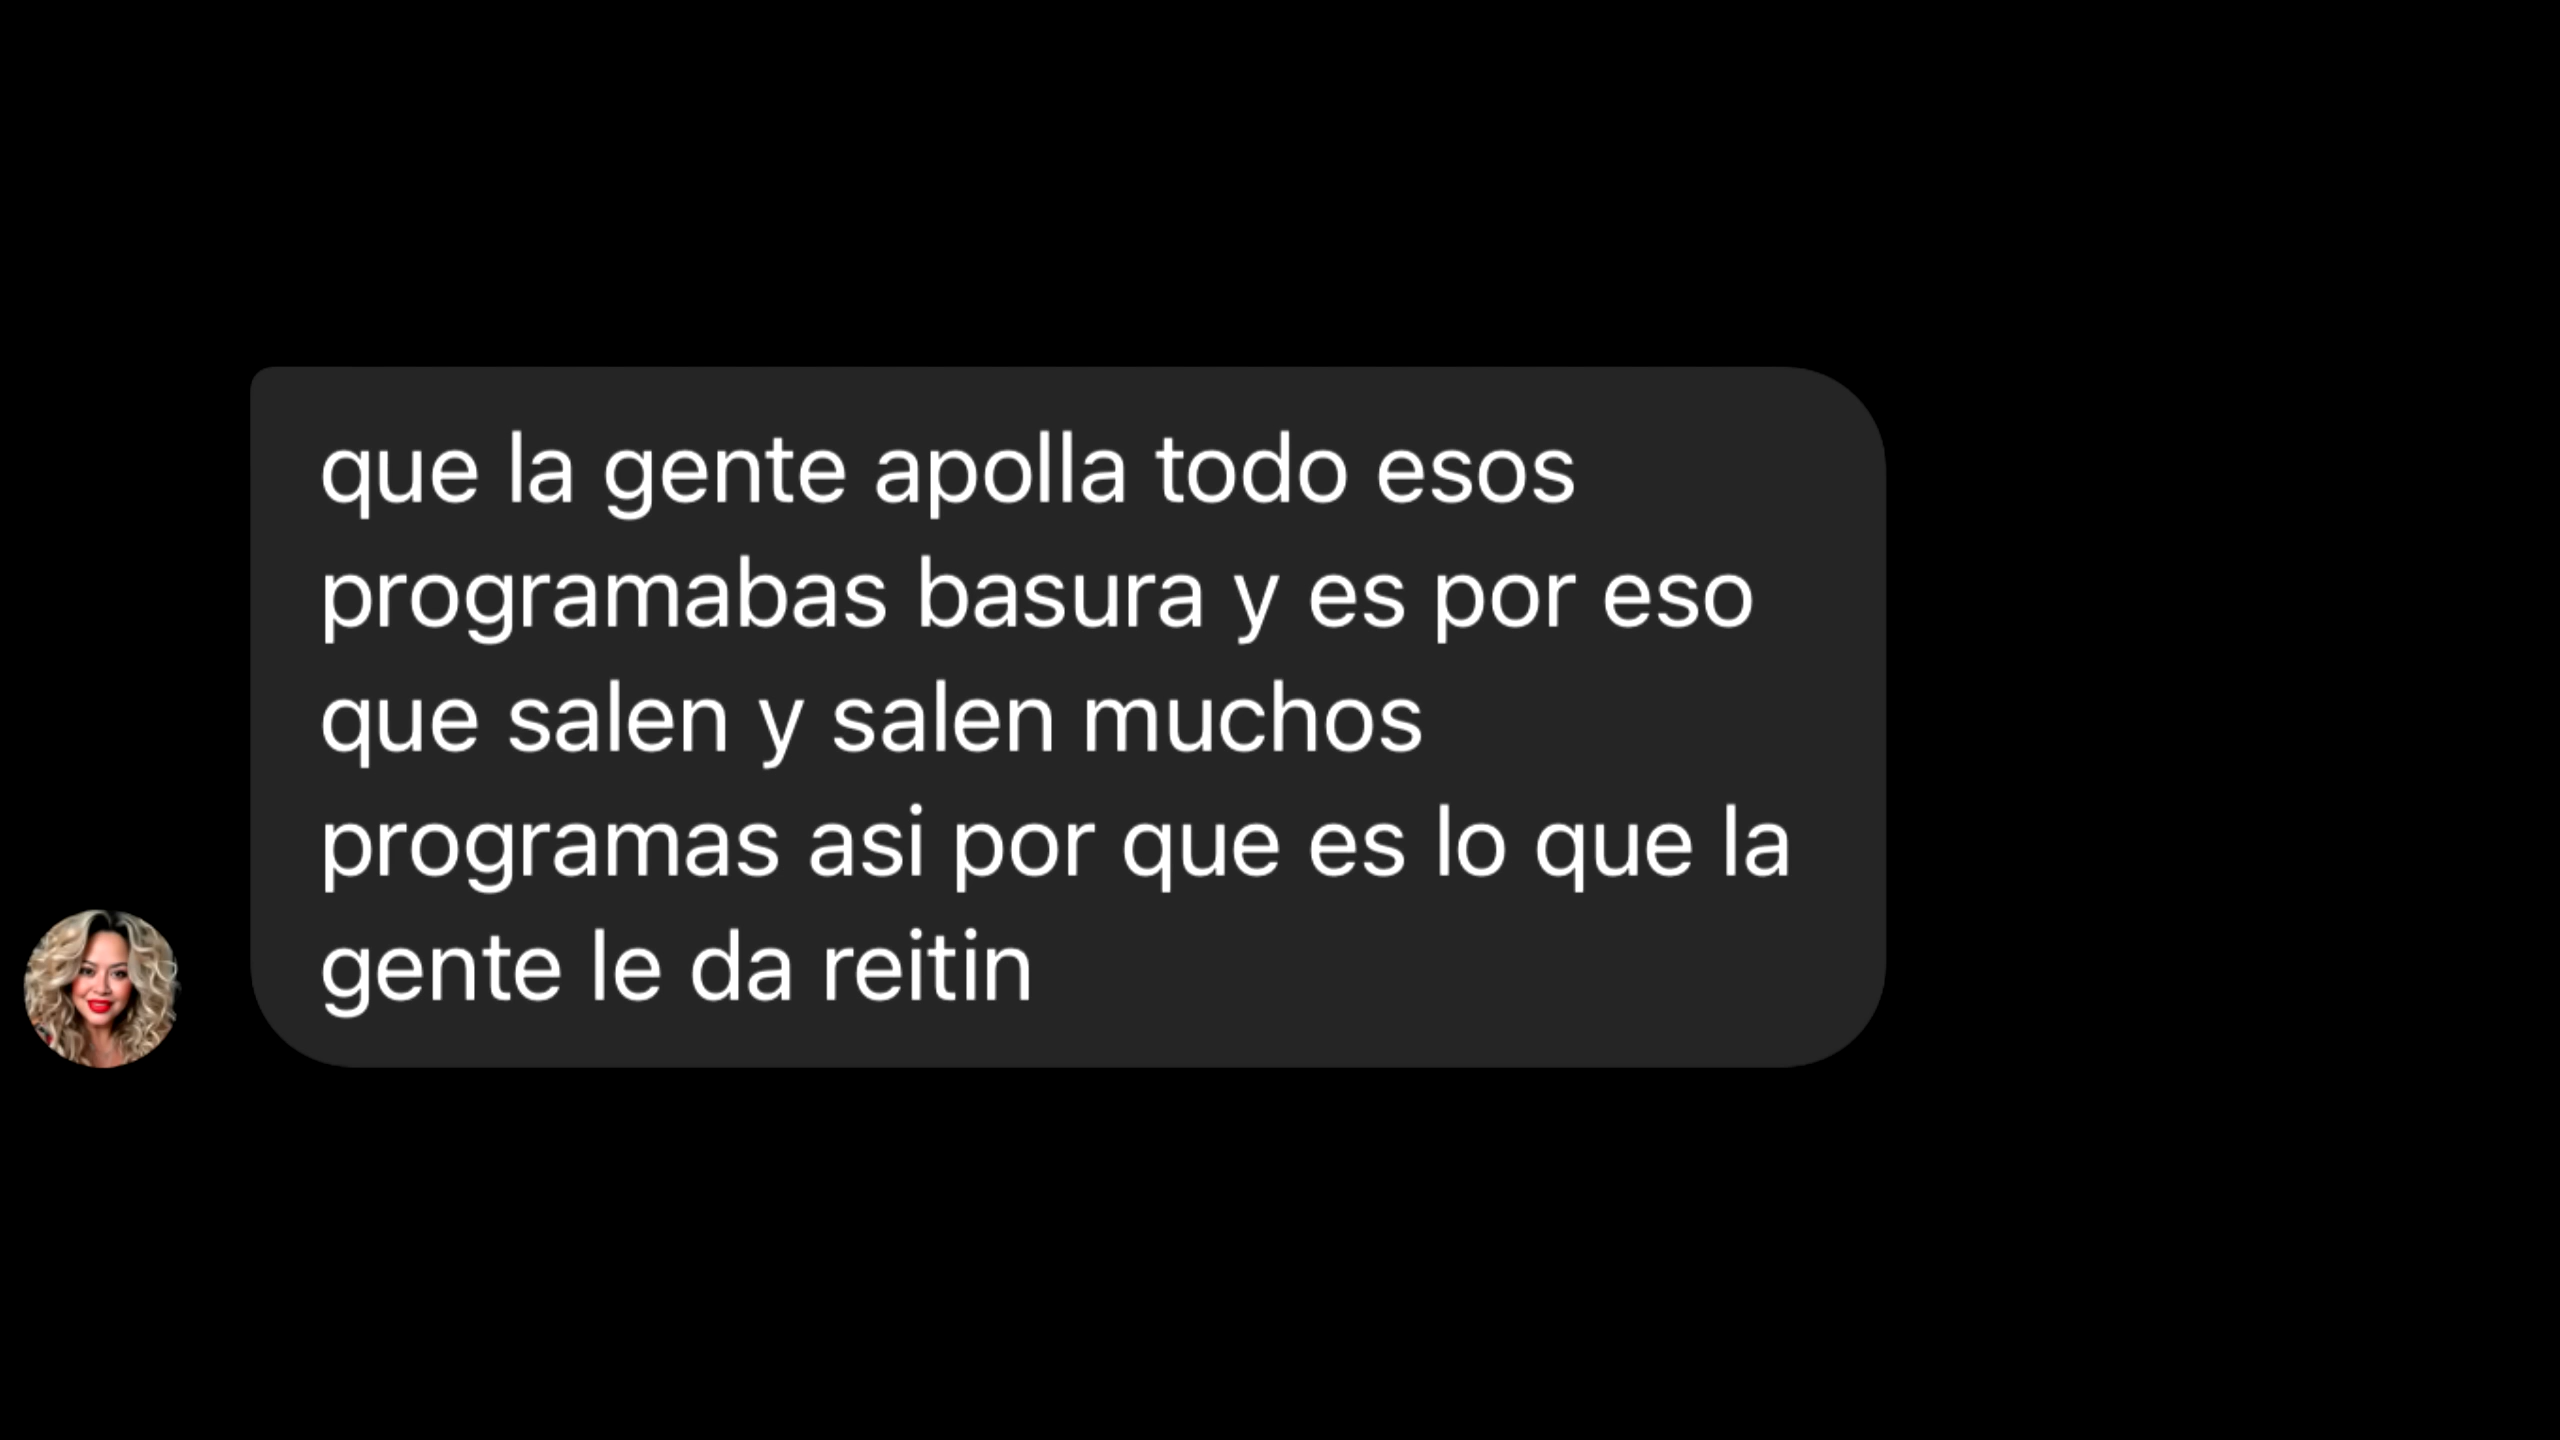 que la gente apolla todo esos
programabas basura y es por eso
que salen y salen muchos
programas asi por que es lo que la
gente le da reitin